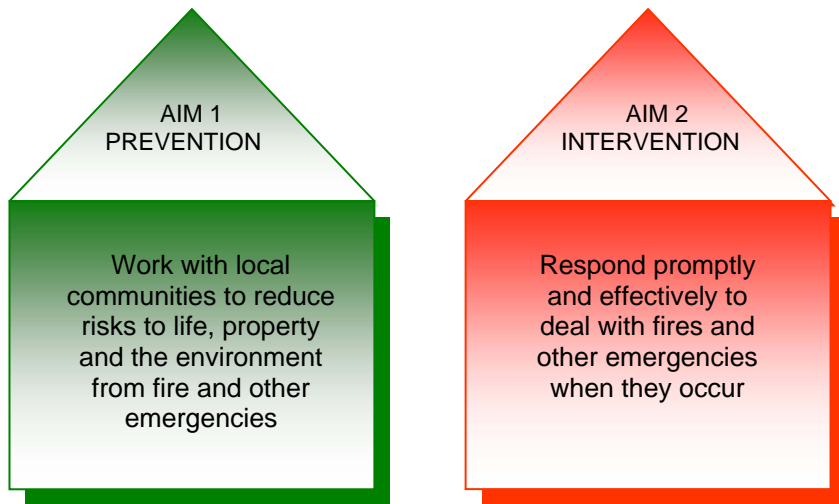 AIM 1
PREVENTION
Work with local
communities to reduce
risks to life, property
and the environment
from fire and other
emergencies
AIM 2
INTERVENTION
Respond promptly
and effectively to
deal with fires and
other emergencies
when they occur